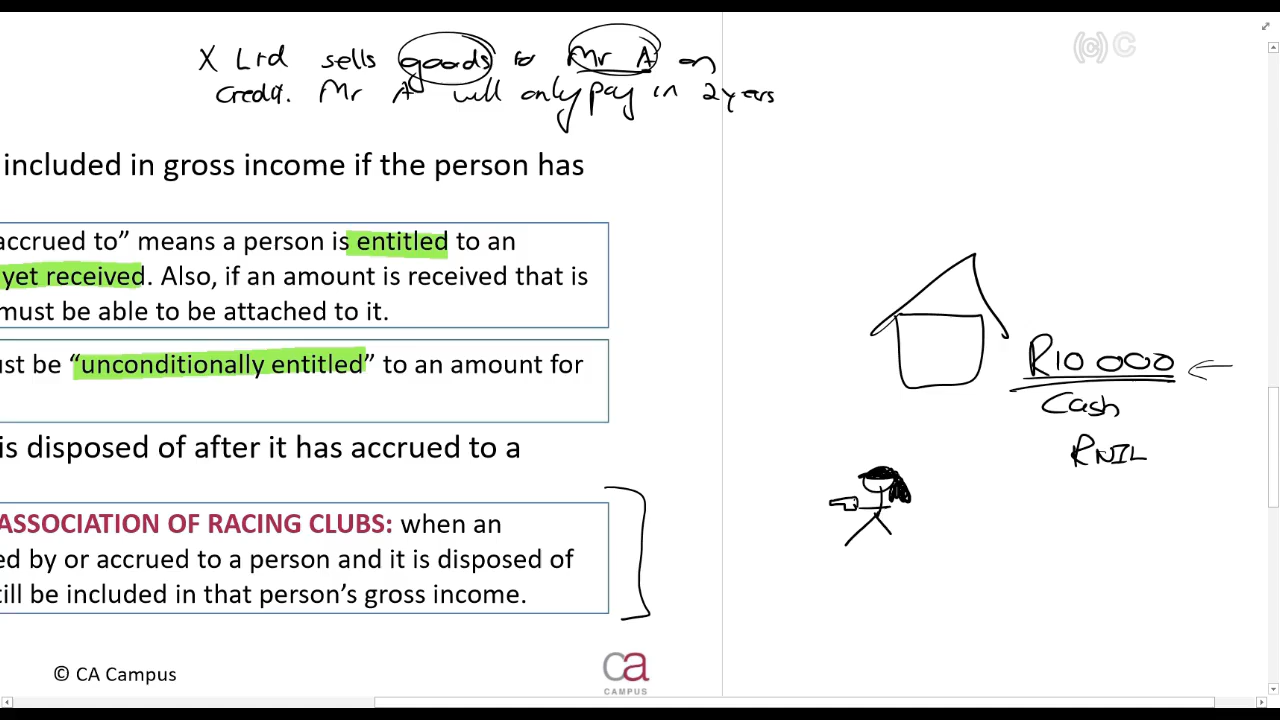 X Ltd sells goods to Mr A on
Credit. Mr A will only pay in 2 years
included in gross income if the person has
accrued to” means a person is entitled to an
yet received. Also, if an amount is received that is
must be able to be attached to it.
ust be “unconditionally entitled” to an amount for
is disposed of after it has accrued to a
ASSOCIATION OF RACING CLUBS: when an
ed by or accrued to a person and it is disposed of
till be included in that person’s gross income.
© CA Campus
ca
CAMPUS
((c) C
R10 000
Cash
RNIL